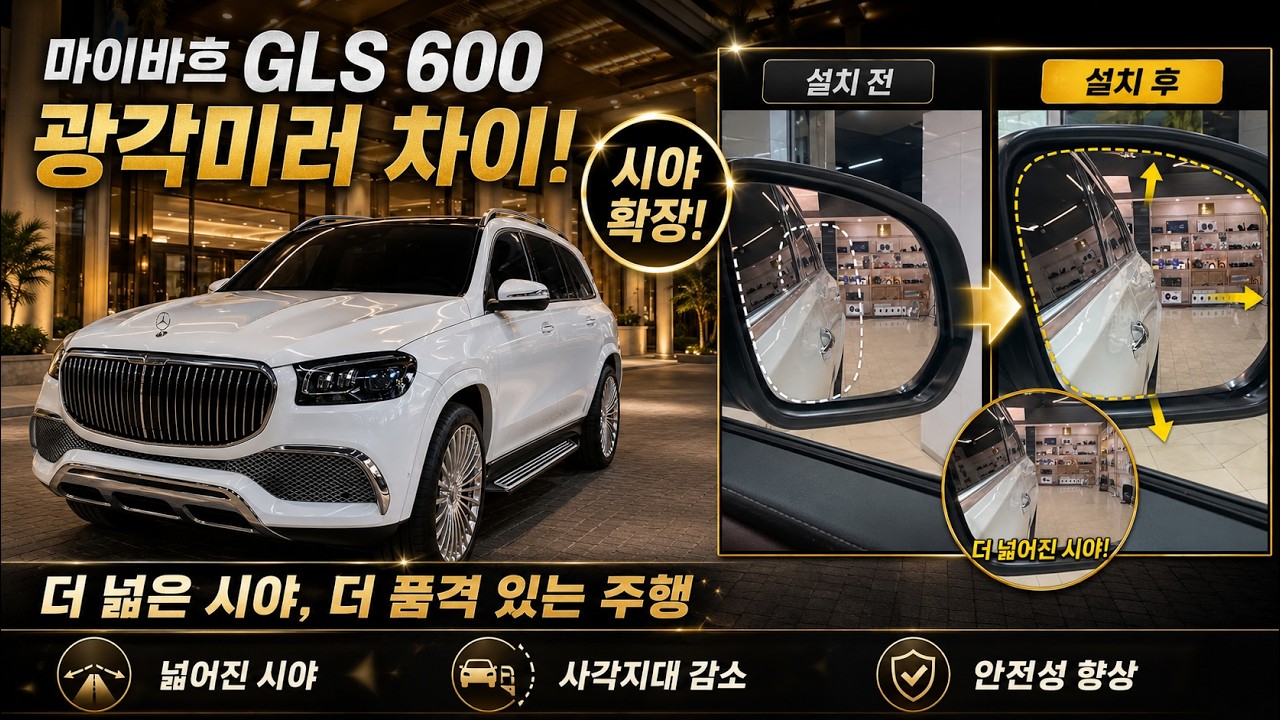 마이바흐 GLS 600
광각미러 차이!
시야
확장!
설치 전
설치 후
더 넓어진 시야!
더 넓은 시야, 더 품격 있는 주행
넓어진 시야
사각지대 감소
안전성 향상